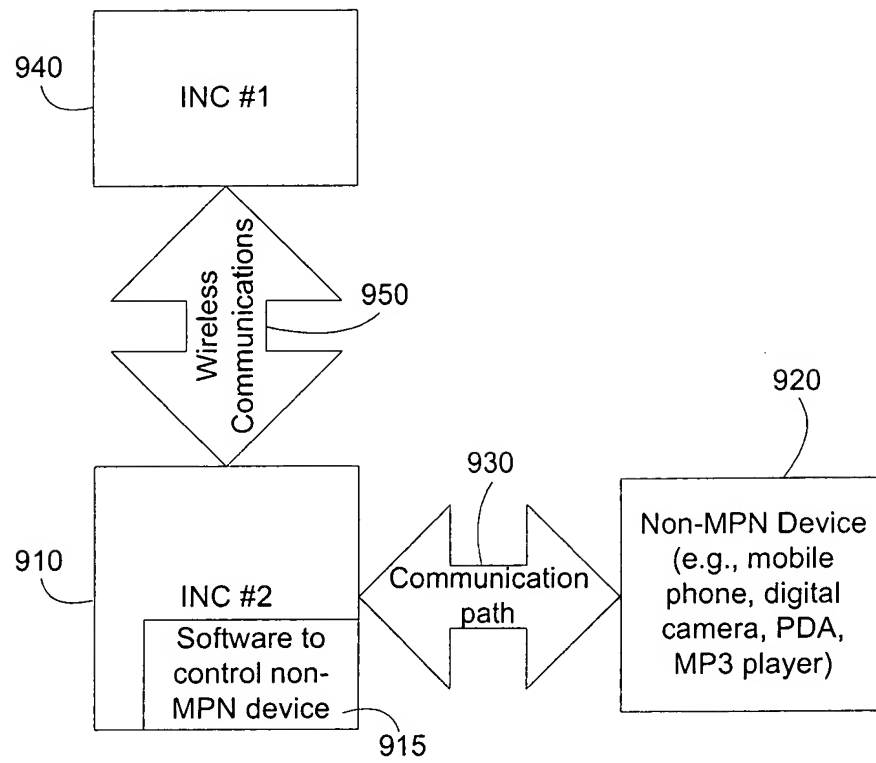 940
INC #1
Wireless
Communications
950
920
930
910
INC #2
Software to
control non-
MPN device
915
Communication
path
Non-MPN Device
(e.g., mobile
phone, digital
camera, PDA,
MP3 player)